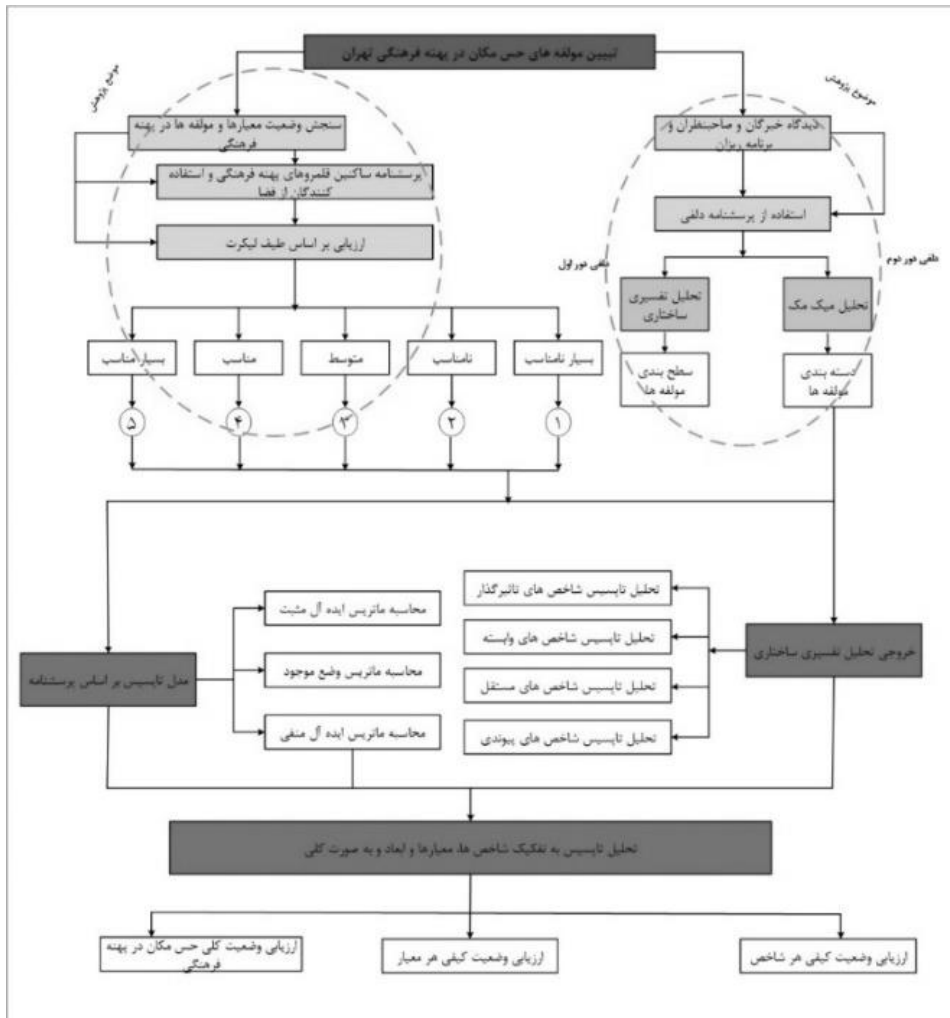 تبیین مولفه های حس مکان در پهنه فرهنگی تهران
موضوع پژوهش
دیدگاه خبرگان و صاحبنظران و
برنامه ریزان
استفاده از پرسشنامه دلفی
دلفی دور دوم
دلفی دور اول
تحلیل میک مک
تحلیل تفسیری
ساختاری
دسته بندی
مولفه ها
سطح بندی
مولفه ها
موضع پژوهش
سنجش وضعیت معیارها و مولفه ها در پهنه
فرهنگی
پرسشنامه ساکنین قلمروهای پهنه فرهنگی و استفاده
کنندگان از فضا
ارزیابی بر اساس طیف لیکرت
بسیار نامناسب
نامناسب
متوسط
مناسب
بسیار مناسب
۱
۲
۳
۴
۵
خروجی تحلیل تفسیری ساختاری
تحلیل تاپسیس شاخص های تاثیرگذار
تحلیل تاپسیس شاخص های وابسته
تحلیل تاپسیس شاخص های مستقل
تحلیل تاپسیس شاخص های پیوندی
مدل تاپسیس بر اساس پرسشنامه
محاسبه ماتریس ایده آل مثبت
محاسبه ماتریس وضع موجود
محاسبه ماتریس ایده آل منفی
تحلیل تاپسیس به تفکیک شاخص ها، معیارها و ابعاد و به صورت کلی
ارزیابی وضعیت کیفی هر شاخص
ارزیابی وضعیت کیفی هر معیار
ارزیابی وضعیت کلی حس مکان در پهنه
فرهنگی